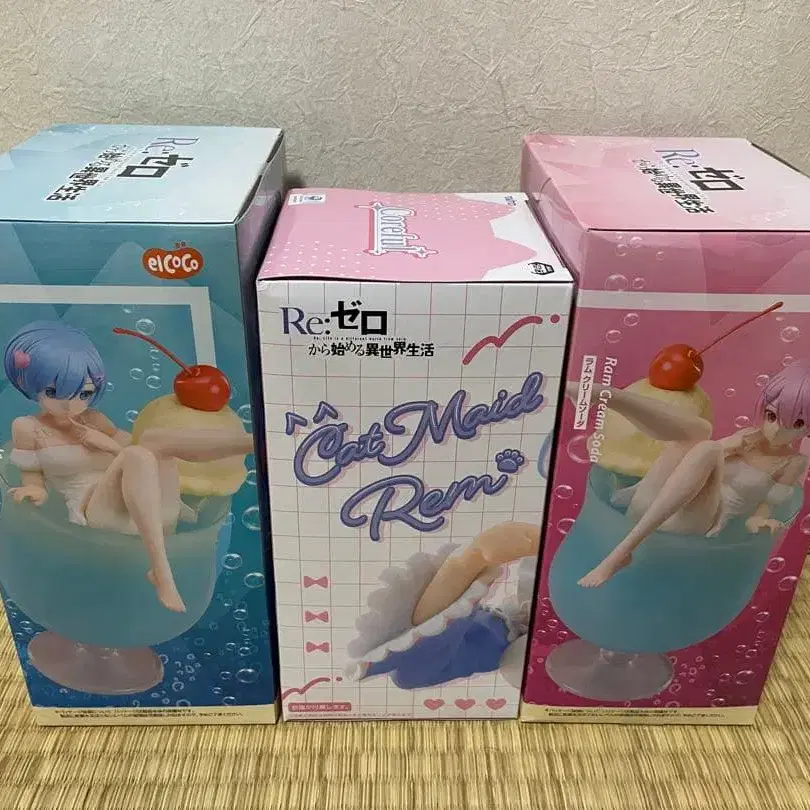 Re:ゼロ
から始める異世界生活
elCoCo
Coreful
Re:ゼロ
Re: Life in a different world from zero
から始める異世界生活
Cat Maid
Rem
Re:ゼロ
から始める異世界生活
Ram Cream Soda
ラム クリームソーダ